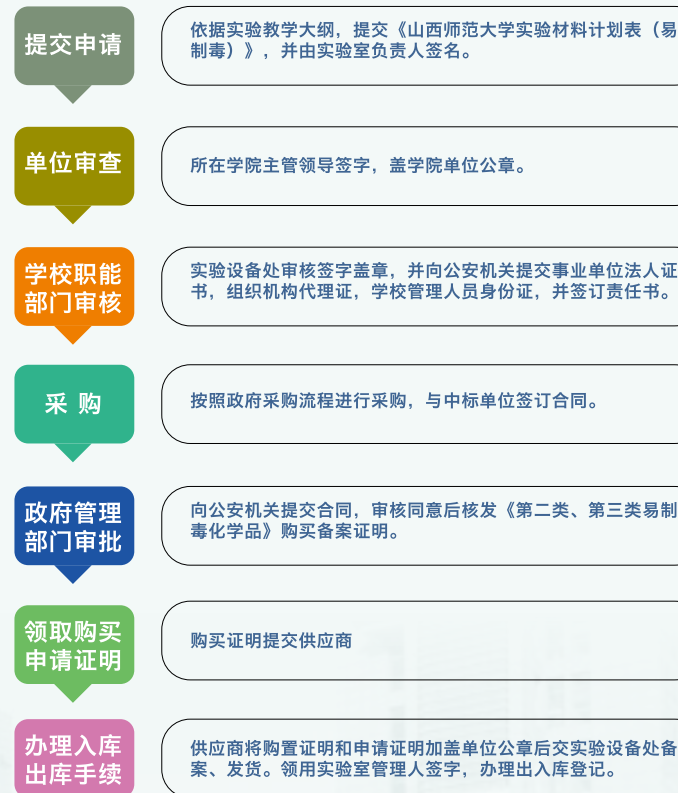 提交申请
依据实验教学大纲，提交《山西师范大学实验材料计划表（易
制毒）》，并由实验室负责人签名。
单位审查
所在学院主管领导签字，盖学院单位公章。
学校职能
部门审核
实验设备处审核签字盖章，并向公安机关提交事业单位法人证
书，组织机构代理证，学校管理人员身份证，并签订责任书。
采 购
按照政府采购流程进行采购，与中标单位签订合同。
政府管理
部门审批
向公安机关提交合同，审核同意后核发《第二类、第三类易制
毒化学品》购买备案证明。
领取购买
申请证明
购买证明提交供应商
办理入库
出库手续
供应商将购置证明和申请证明加盖单位公章后交实验设备处备
案、发货。领用实验室管理人签字，办理出入库登记。